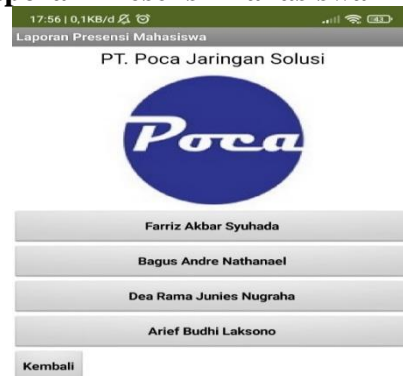 17:56 | 0,1KB/d
43
Laporan Presensi Mahasiswa
PT. Poca Jaringan Solusi
Poca
Farriz Akbar Syuhada
Bagus Andre Nathanael
Dea Rama Junies Nugraha
Arief Budhi Laksono
Kembali